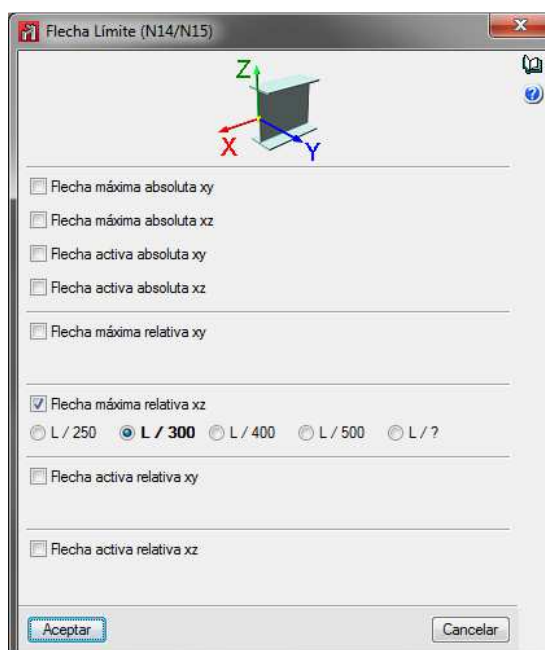 Flecha Límite (N14/N15)
Z
X
Y
Flecha máxima absoluta xy
Flecha máxima absoluta xz
Flecha activa absoluta xy
Flecha activa absoluta xz
Flecha máxima relativa xy
Flecha máxima relativa xz
L / 250 L / 300 L / 400 L / 500 L / ?
Flecha activa relativa xy
Flecha activa relativa xz
Aceptar Cancelar